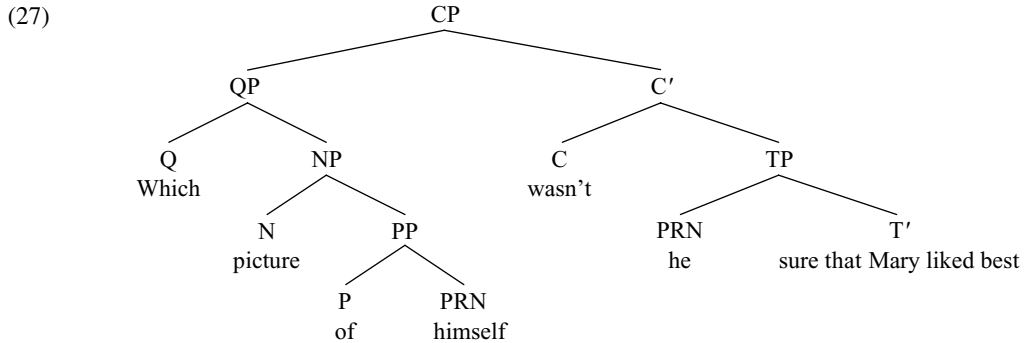 (27) CP
QP C′
Q NP C TP
Which wasn't
N PP PRN T′
picture he sure that Mary liked best
P PRN
of himself